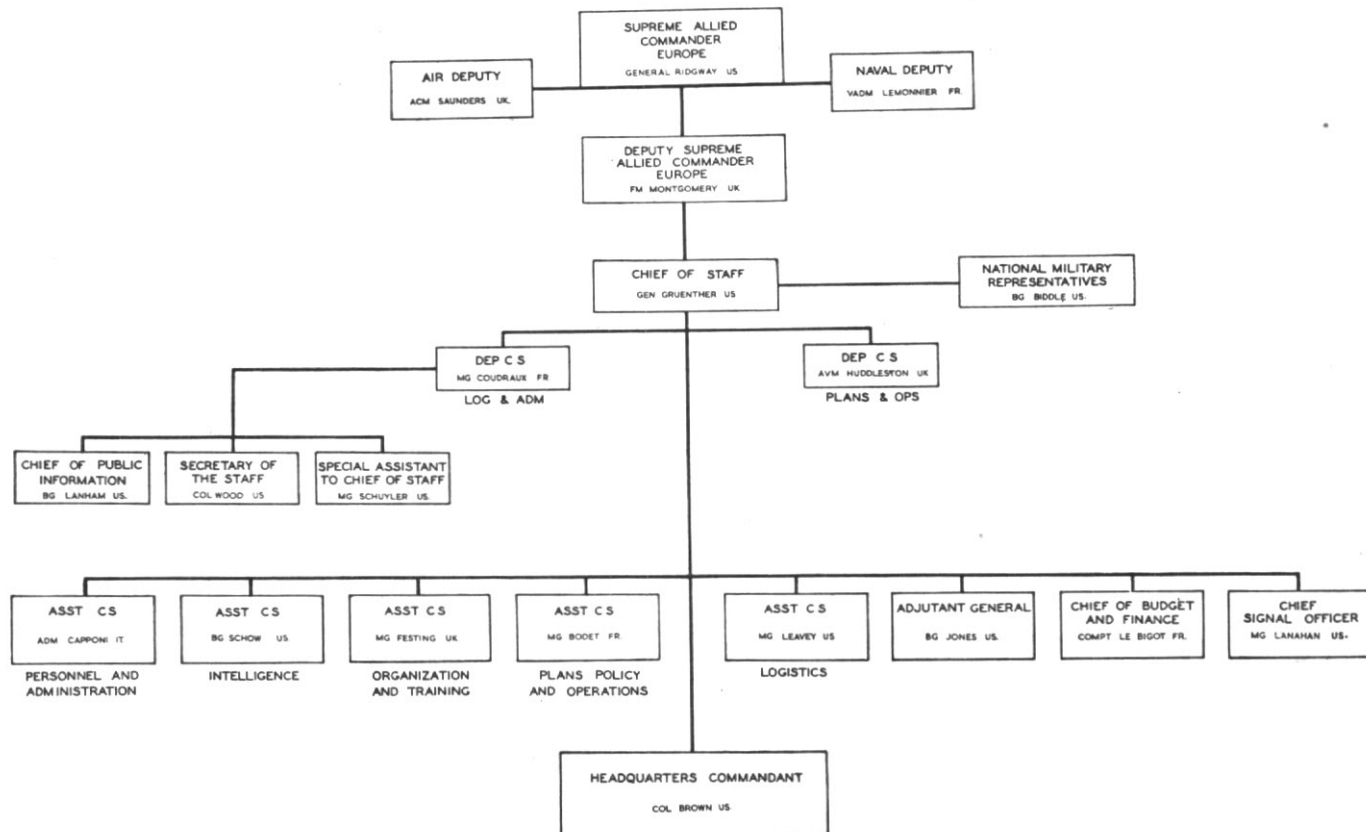 SUPREME ALLIED
COMMANDER
EUROPE
GENERAL RIDGWAY US
AIR DEPUTY
ACM SAUNDERS UK.
NAVAL DEPUTY
VADM LEMONNIER FR.
DEPUTY SUPREME
ALLIED COMMANDER
EUROPE
FM MONTGOMERY UK
CHIEF OF STAFF
GEN GRUENTHER US
NATIONAL MILITARY
REPRESENTATIVES
BG BIDDLE US.
DEP C S
MG COUDRAUX FR
LOG & ADM
DEP C S
AVM HUDDLESTON UK
PLANS & OPS
CHIEF OF PUBLIC
INFORMATION
BG LANHAM US.
SECRETARY OF
THE STAFF
COL WOOD US
SPECIAL ASSISTANT
TO CHIEF OF STAFF
MG SCHUYLER US.
ASST C S
ADM CAPPONI IT.
PERSONNEL AND
ADMINISTRATION
ASST C S
BG SCHOW US.
INTELLIGENCE
ASST C S
MG FESTING UK
ORGANIZATION
AND TRAINING
ASST C S
MG BODET FR.
PLANS POLICY
AND OPERATIONS
ASST C S
MG LEAVEY US
LOGISTICS
ADJUTANT GENERAL
BG JONES US.
CHIEF OF BUDGET
AND FINANCE
COMPT LE BIGOT FR.
CHIEF
SIGNAL OFFICER
MG LANAHAN US.
HEADQUARTERS COMMANDANT
COL BROWN US